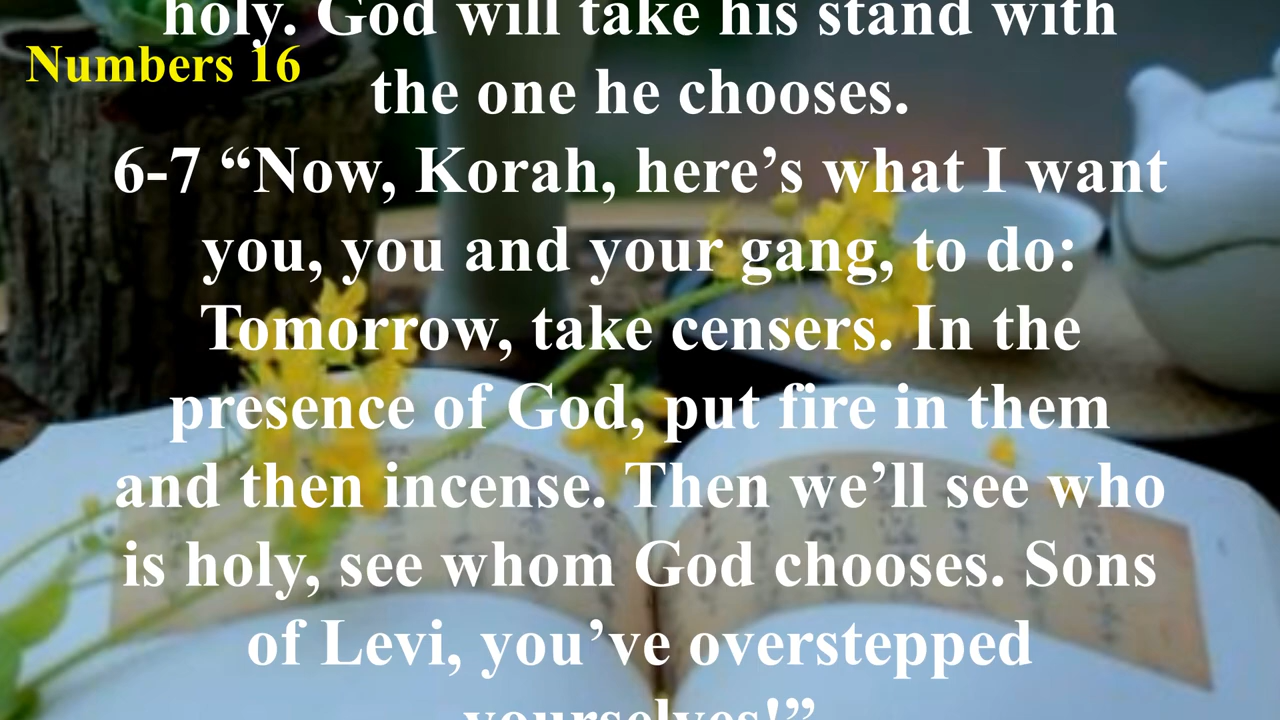 holy. God will take his stand with
Numbers 16
the one he chooses.
6-7 “Now, Korah, here’s what I want
you, you and your gang, to do:
Tomorrow, take censers. In the
presence of God, put fire in them
and then incense. Then we’ll see who
is holy, see whom God chooses. Sons
of Levi, you’ve overstepped
yourselves!”